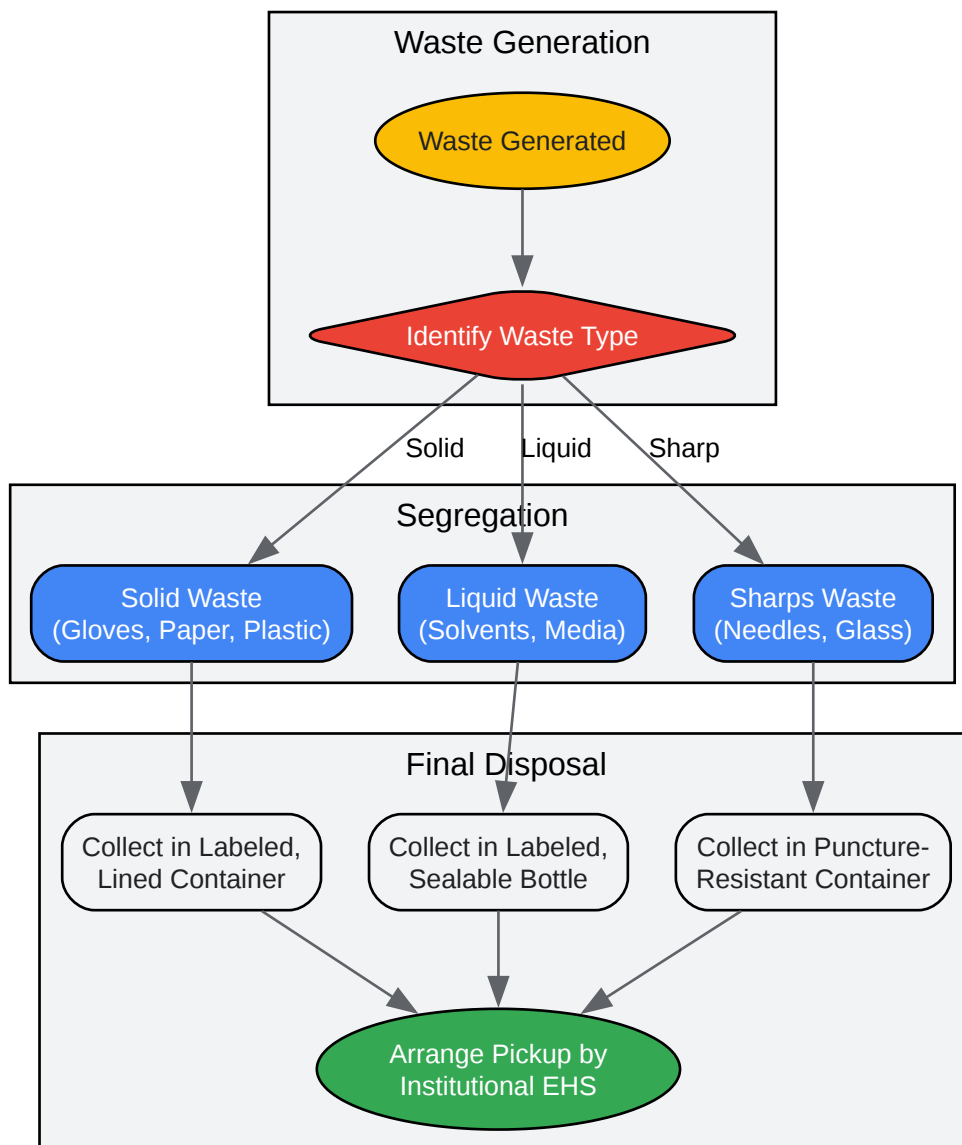 Waste Generation
Waste Generated
Identify Waste Type
Solid
Liquid
Sharp
Segregation
Solid Waste
(Gloves, Paper, Plastic)
Liquid Waste
(Solvents, Media)
Sharps Waste
(Needles, Glass)
Final Disposal
Collect in Labeled,
Lined Container
Collect in Labeled,
Sealable Bottle
Collect in Puncture-
Resistant Container
Arrange Pickup by
Institutional EHS